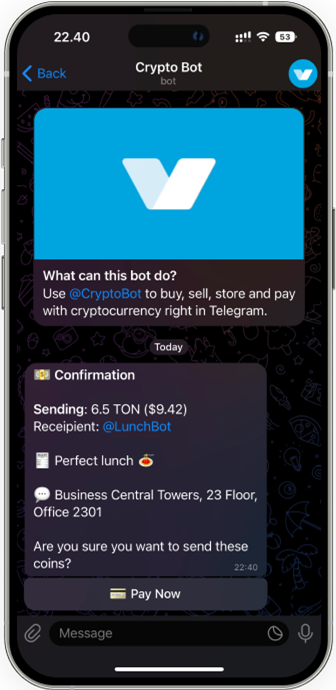 22.40
53
Back
Crypto Bot
bot
What can this bot do?
Use @CryptoBot to buy, sell, store and pay
with cryptocurrency right in Telegram.
Today
Confirmation
Sending: 6.5 TON ($9.42)
Receipient: @LunchBot
Perfect lunch
Business Central Towers, 23 Floor,
Office 2301
Are you sure you want to send these
coins?
22:40
Pay Now
Message